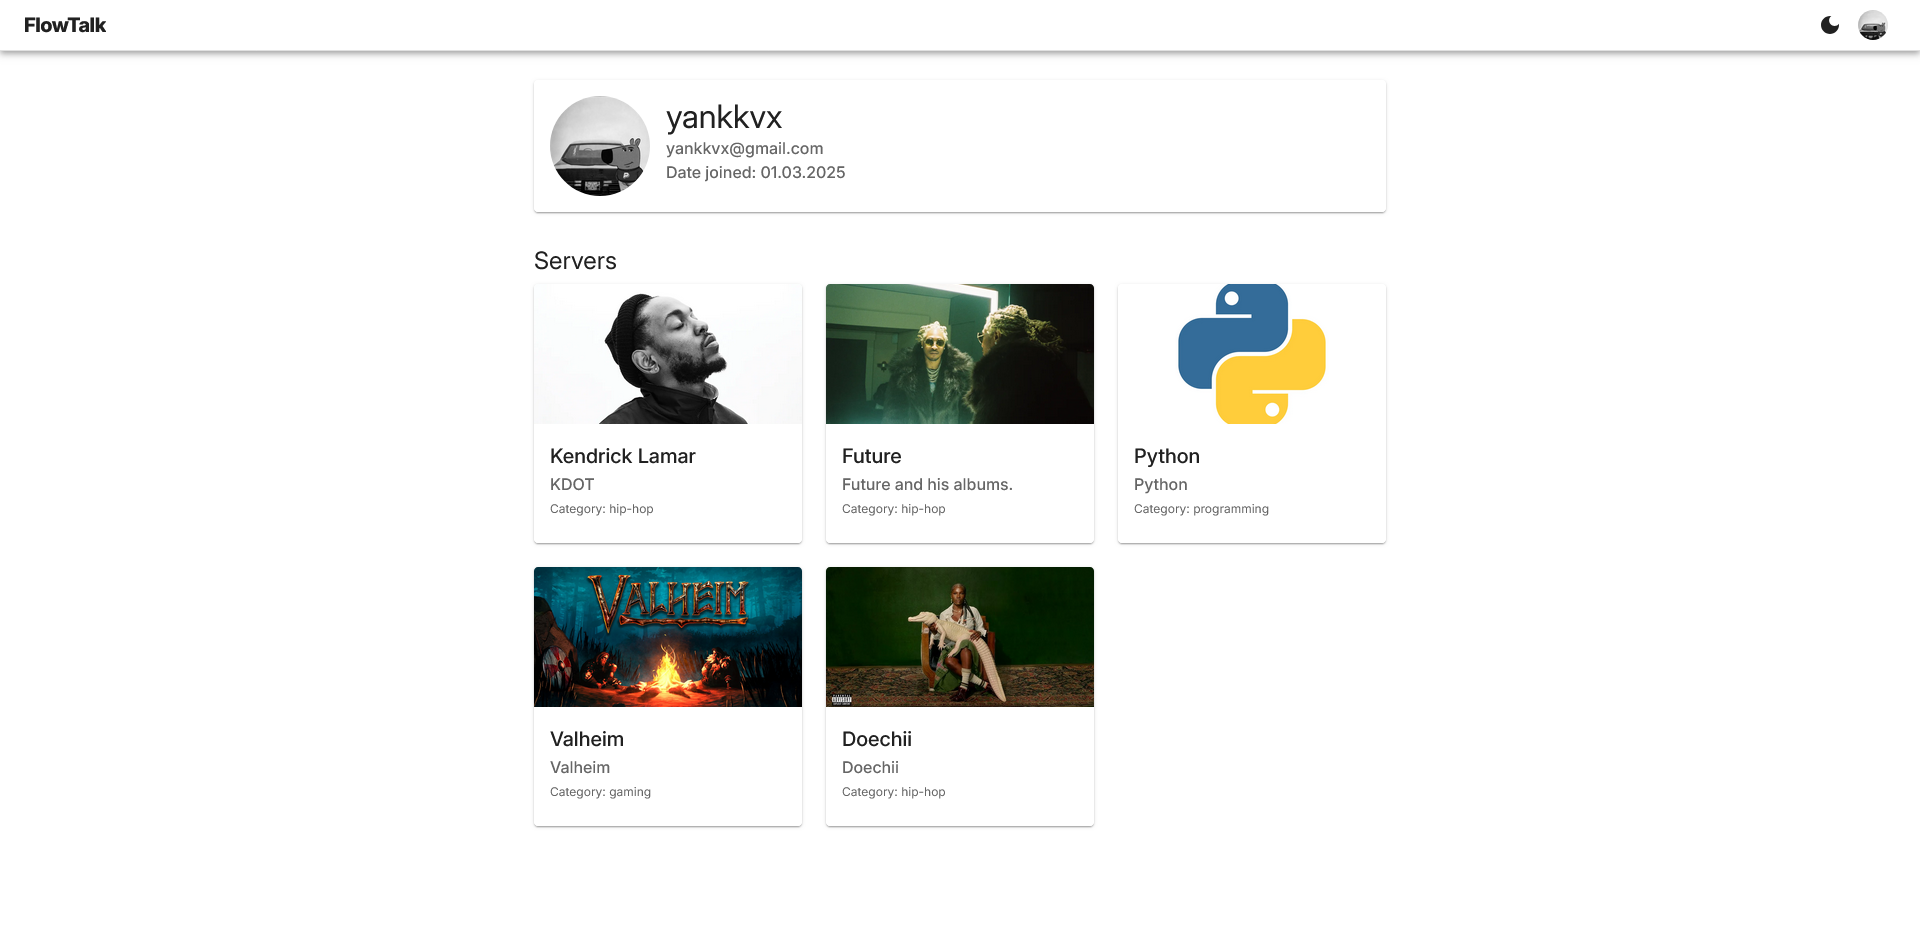 FlowTalk
yankkvx
yankkvx@gmail.com
Date joined: 01.03.2025
Servers
Kendrick Lamar
KDOT
Category: hip-hop
Future
Future and his albums.
Category: hip-hop
Python
Python
Category: programming
VALHEIM
Valheim
Valheim
Category: gaming
Doechii
Doechii
Category: hip-hop